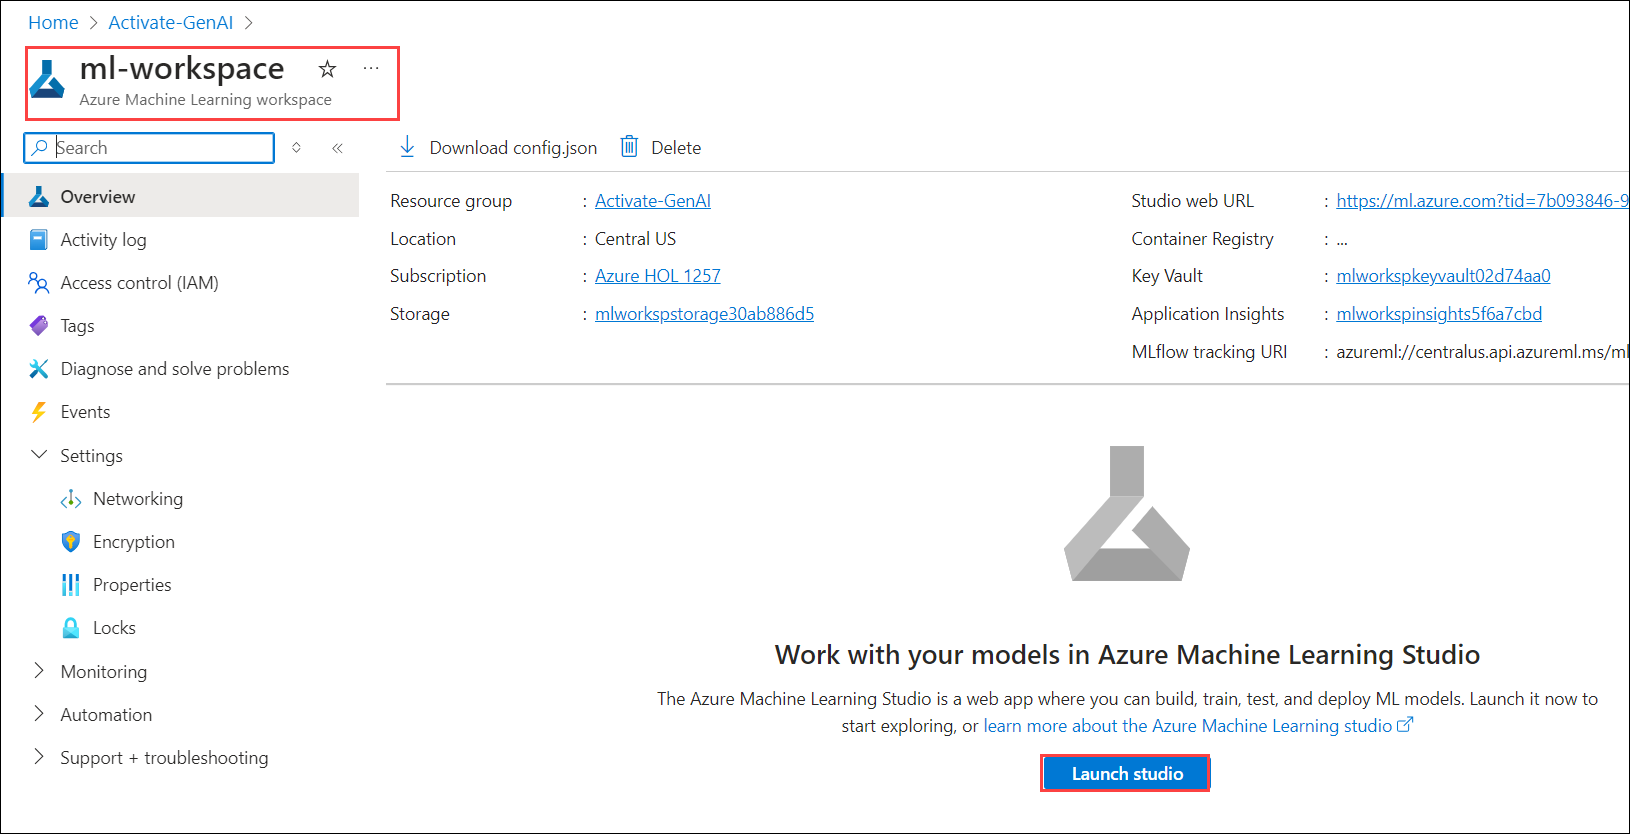 Home > Activate-GenAI >
ml-workspace
Azure Machine Learning workspace
Search
Download config.json
Delete
Overview
Activity log
Access control (IAM)
Tags
Diagnose and solve problems
Events
Settings
Networking
Encryption
Properties
Locks
Monitoring
Automation
Support + troubleshooting
Resource group : Activate-GenAI
Location : Central US
Subscription : Azure HOL 1257
Storage : mlworkspstorage30ab886d5
Studio web URL : https://ml.azure.com?tid=7b093846-9
Container Registry : ...
Key Vault : mlworkspkeyvault02d74aa0
Application Insights : mlworkspinsights5f6a7cbd
MLflow tracking URI : azureml://centralus.api.azureml.ms/ml
Work with your models in Azure Machine Learning Studio
The Azure Machine Learning Studio is a web app where you can build, train, test, and deploy ML models. Launch it now to
start exploring, or learn more about the Azure Machine Learning studio
Launch studio